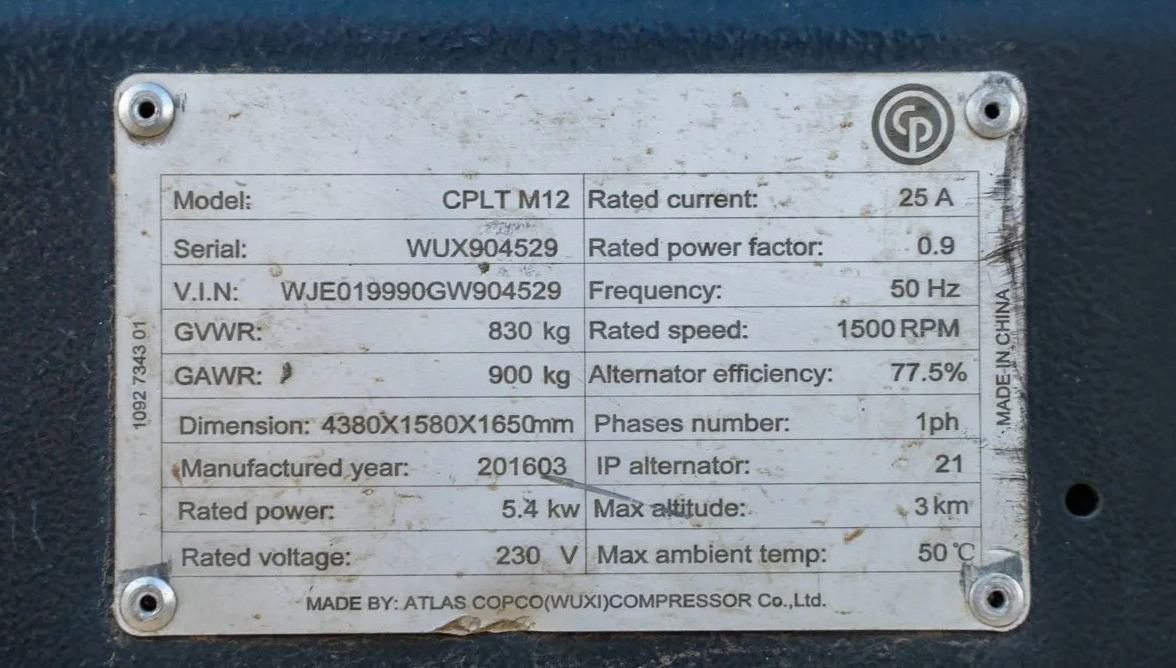 CP
Model: CPLT M12 Rated current: 25 A
Serial: WUX904529 Rated power factor: 0.9
V.I.N: WJE019990GW904529 Frequency: 50 Hz
GVWR: 830 kg Rated speed: 1500 RPM
GAWR: 900 kg Alternator efficiency: 77.5%
Dimension: 4380X1580X1650mm Phases number: 1ph
Manufactured year: 201603 IP alternator: 21
Rated power: 5.4 kw Max altitude: 3 km
Rated voltage: 230 V Max ambient temp: 50 °C
MADE BY: ATLAS COPCO(WUXI)COMPRESSOR Co.,Ltd.
1092 7343 01
MADE IN CHINA